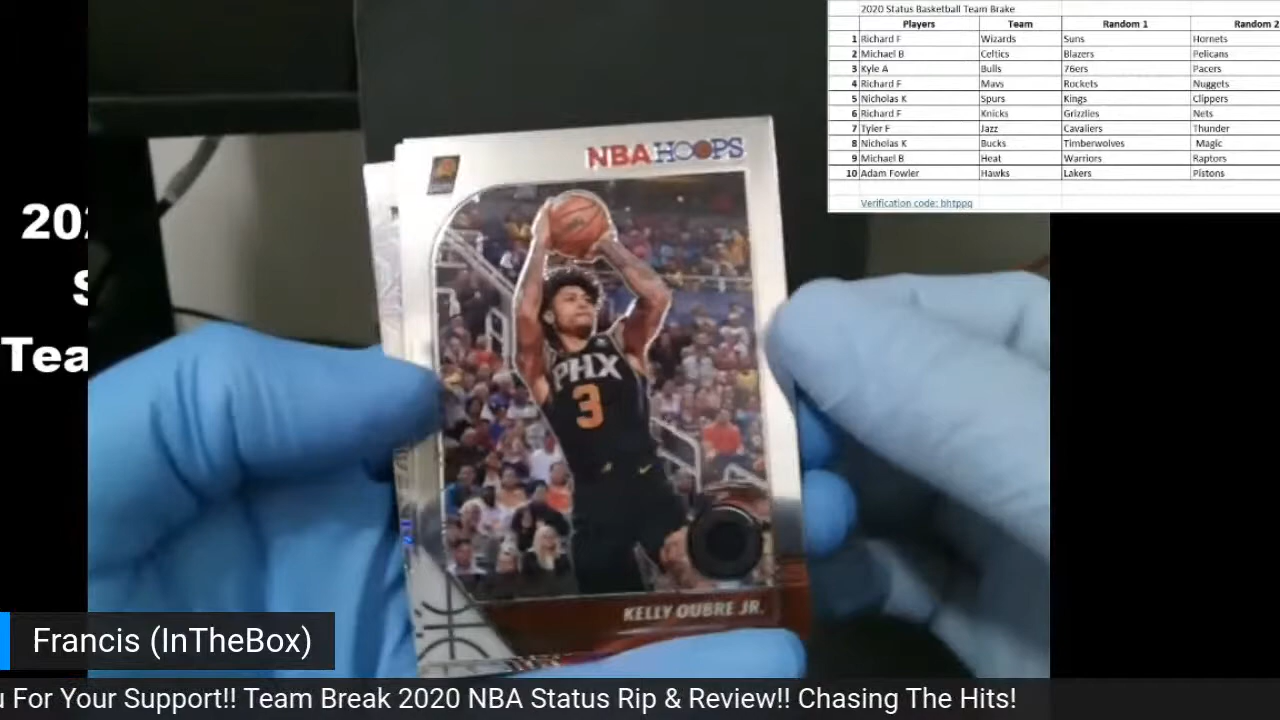 2020 Status Basketball Team Brake
Players Team Random 1 Random 2
1 Richard F Wizards Suns Hornets
2 Michael B Celtics Blazers Pelicans
3 Kyle A Bulls 76ers Pacers
4 Richard F Mavs Rockets Nuggets
5 Nicholas K Spurs Kings Clippers
6 Richard F Knicks Grizzlies Nets
7 Tyler F Jazz Cavaliers Thunder
8 Nicholas K Bucks Timberwolves Magic
9 Michael B Heat Warriors Raptors
10 Adam Fowler Hawks Lakers Pistons
Verification code: bhtppq
NBA HOOPS
PHX
3
KELLY OUBRE JR.
202
S
Tea
Francis (InTheBox)
u For Your Support!! Team Break 2020 NBA Status Rip & Review!! Chasing The Hits!